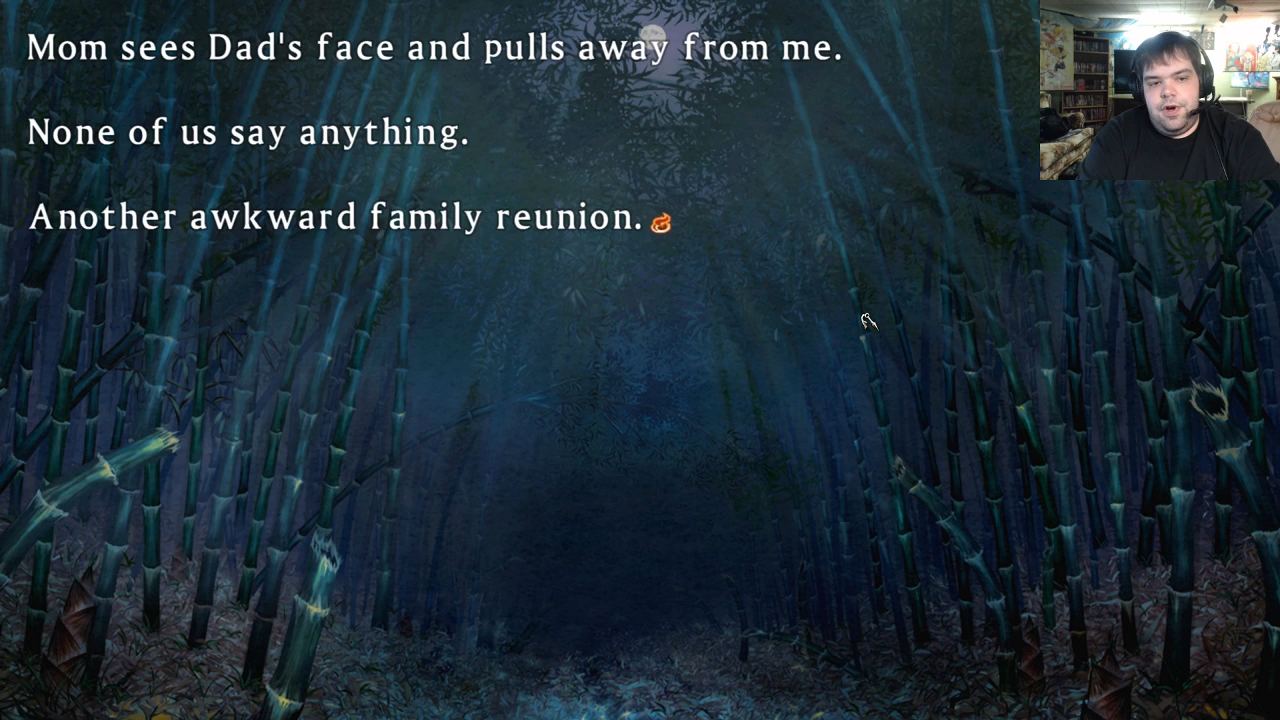 Mom sees Dad's face and pulls away from me.
None of us say anything.
Another awkward family reunion.